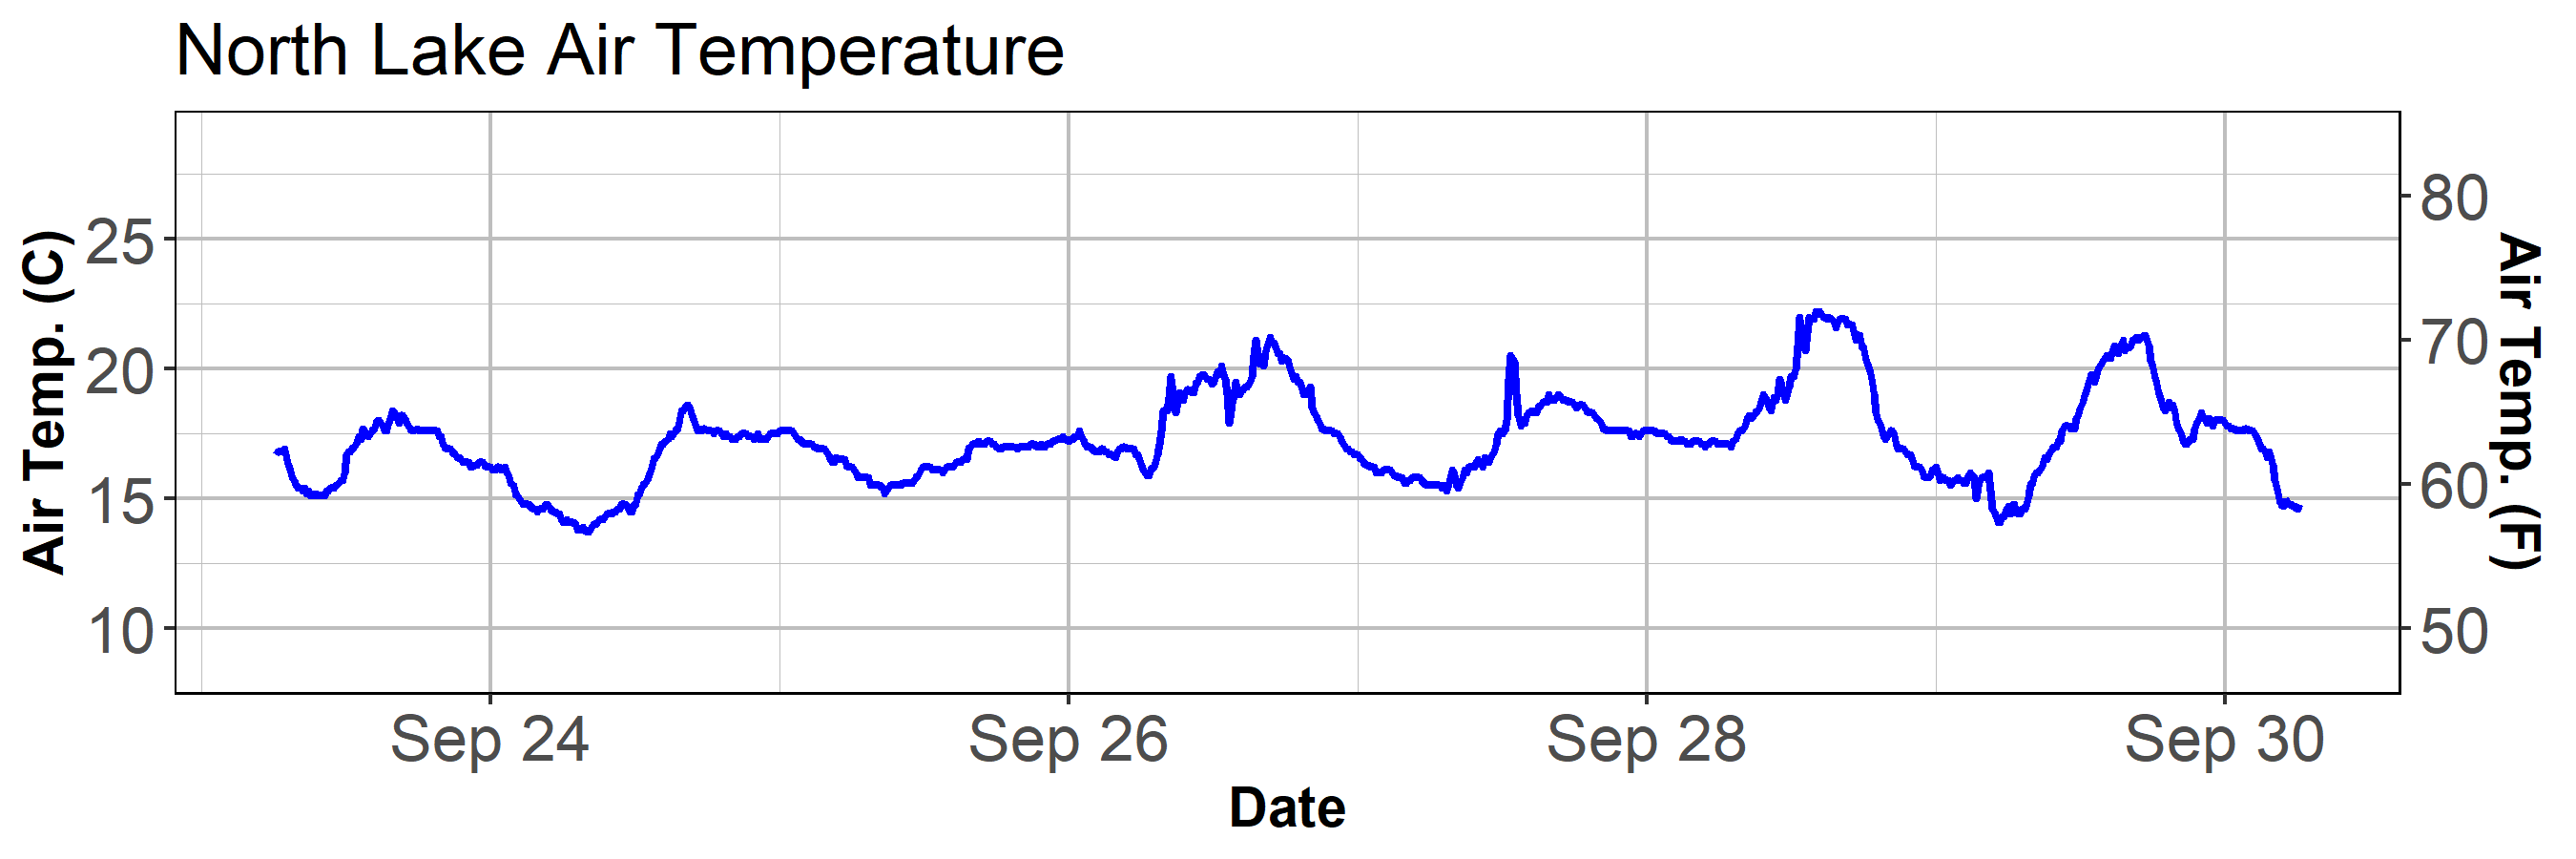 North Lake Air Temperature
Air Temp. (C)
25
20
15
10
80
70
60
50
Air Temp. (F)
Sep 24
Sep 26
Sep 28
Sep 30
Date